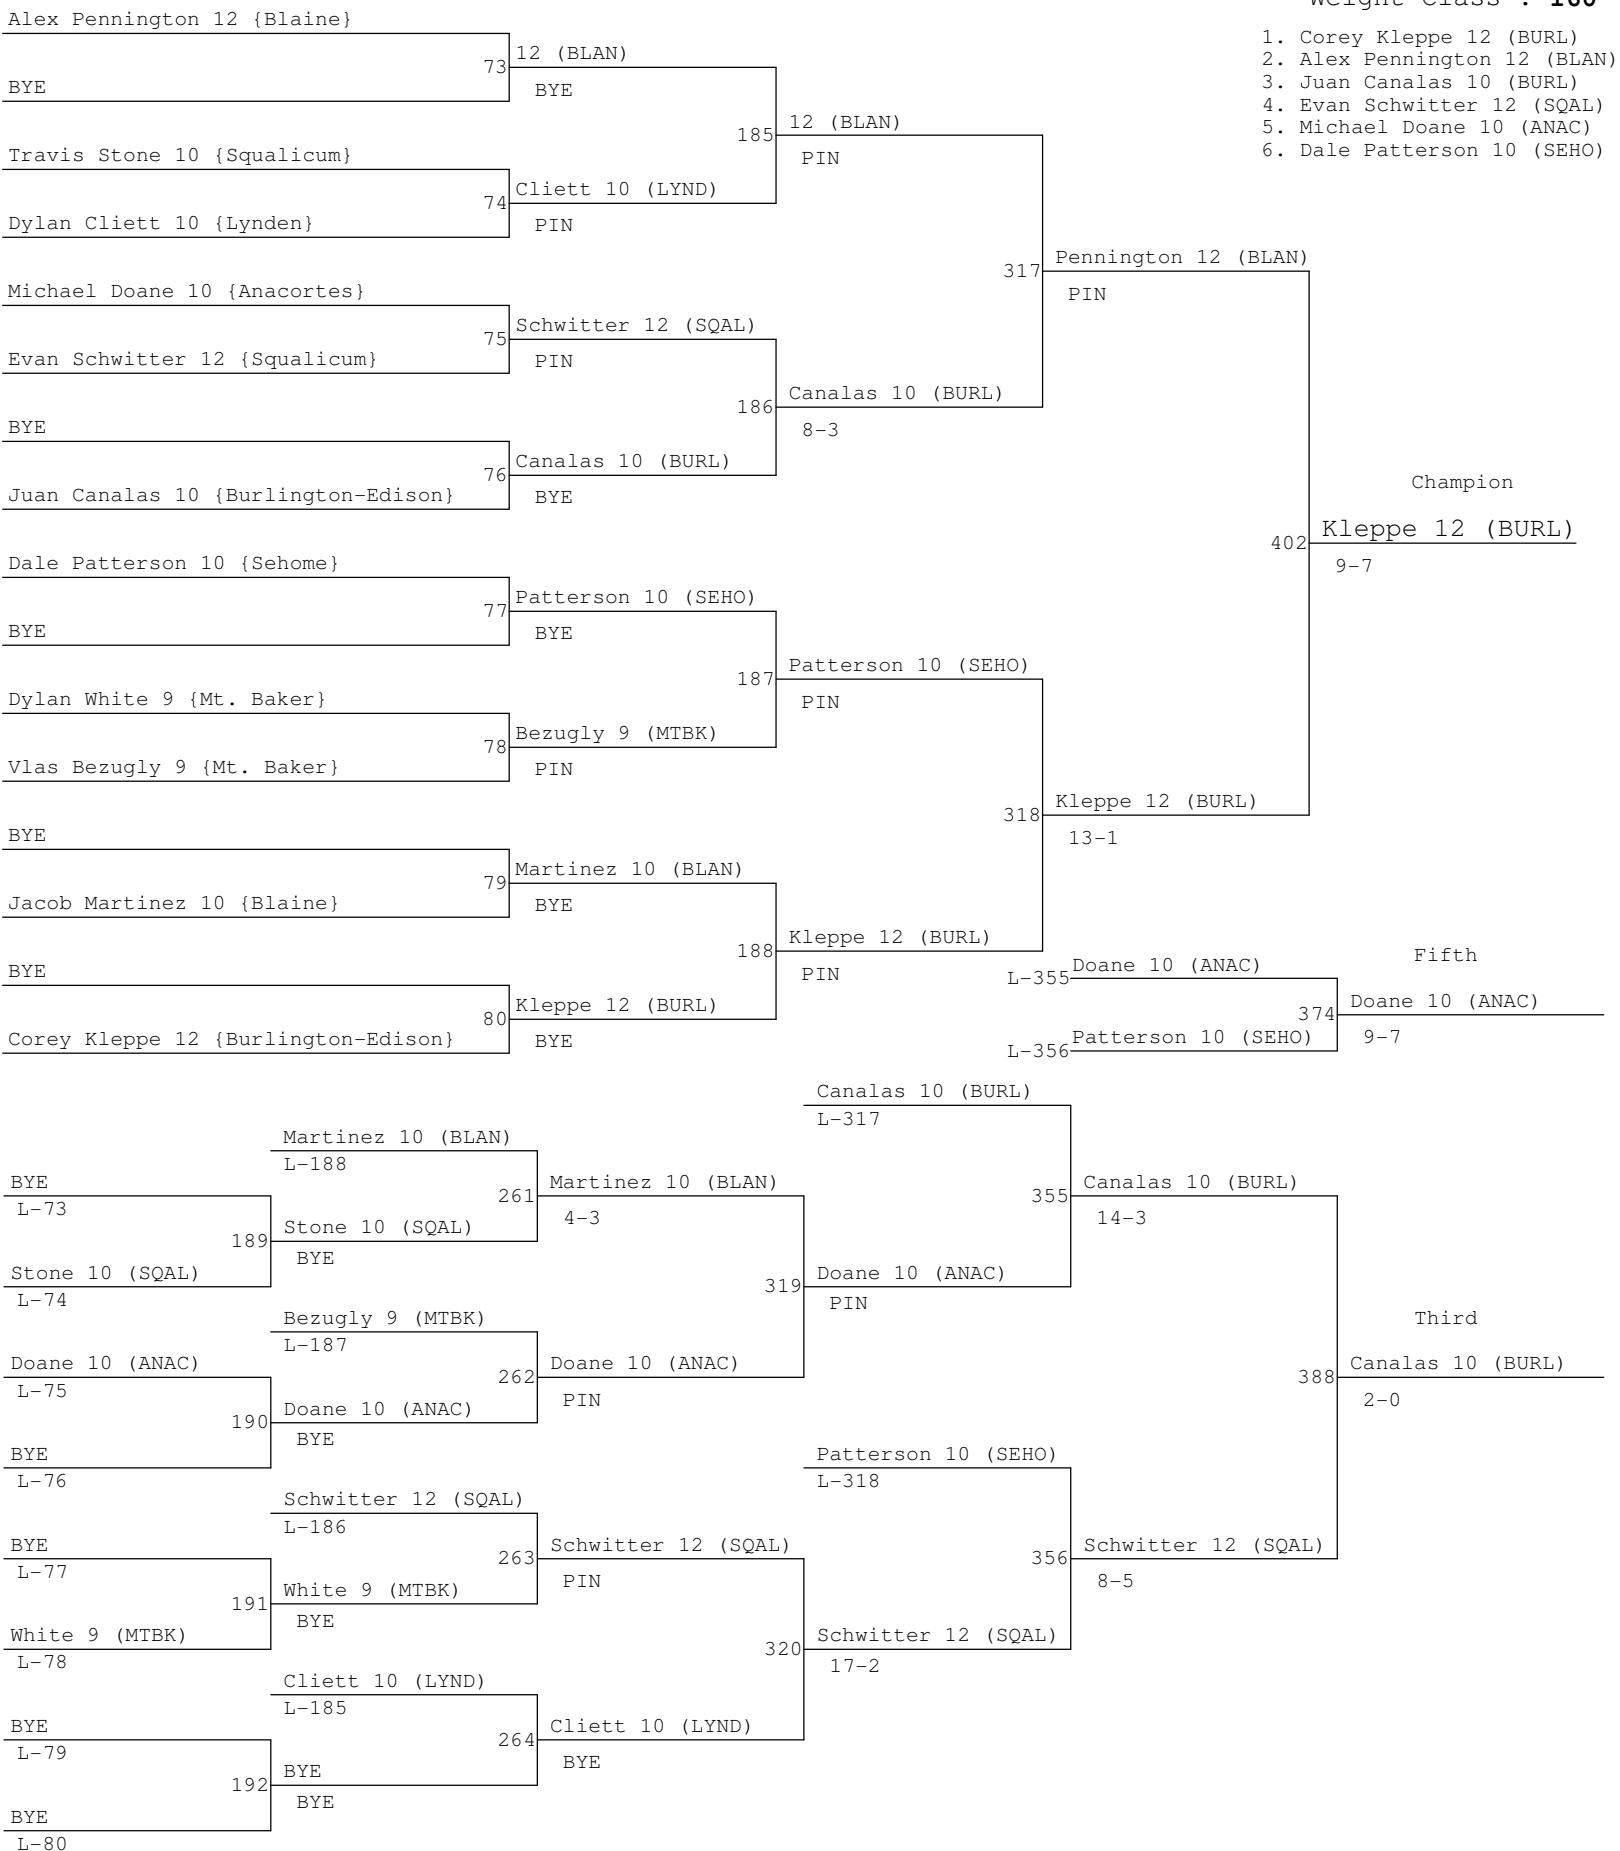 Weight Class : 160
1. Corey Kleppe 12 (BURL)
2. Alex Pennington 12 (BLAN)
3. Juan Canalas 10 (BURL)
4. Evan Schwitter 12 (SQAL)
5. Michael Doane 10 (ANAC)
6. Dale Patterson 10 (SEHO)
Alex Pennington 12 {Blaine}
73
12 (BLAN)
BYE
BYE
185
12 (BLAN)
PIN
Travis Stone 10 {Squalicum}
74
Cliett 10 (LYND)
PIN
Dylan Cliett 10 {Lynden}
317
Pennington 12 (BLAN)
PIN
Michael Doane 10 {Anacortes}
75
Schwitter 12 (SQAL)
PIN
Evan Schwitter 12 {Squalicum}
186
Canalas 10 (BURL)
8-3
BYE
76
Canalas 10 (BURL)
BYE
Juan Canalas 10 {Burlington-Edison}
Champion
402
Kleppe 12 (BURL)
9-7
Dale Patterson 10 {Sehome}
77
Patterson 10 (SEHO)
BYE
BYE
187
Patterson 10 (SEHO)
PIN
Dylan White 9 {Mt. Baker}
78
Bezugly 9 (MTBK)
PIN
Vlas Bezugly 9 {Mt. Baker}
318
Kleppe 12 (BURL)
13-1
BYE
79
Martinez 10 (BLAN)
BYE
Jacob Martinez 10 {Blaine}
188
Kleppe 12 (BURL)
PIN
BYE
80
Kleppe 12 (BURL)
BYE
Corey Kleppe 12 {Burlington-Edison}
Fifth
L-355
Doane 10 (ANAC)
374
Doane 10 (ANAC)
9-7
L-356
Patterson 10 (SEHO)
Canalas 10 (BURL)
L-317
Martinez 10 (BLAN)
L-188
BYE
L-73
261
Martinez 10 (BLAN)
4-3
355
Canalas 10 (BURL)
14-3
189
Stone 10 (SQAL)
BYE
Stone 10 (SQAL)
L-74
319
Doane 10 (ANAC)
PIN
Bezugly 9 (MTBK)
L-187
Third
Doane 10 (ANAC)
L-75
262
Doane 10 (ANAC)
PIN
388
Canalas 10 (BURL)
2-0
190
Doane 10 (ANAC)
BYE
BYE
L-76
Patterson 10 (SEHO)
L-318
Schwitter 12 (SQAL)
L-186
BYE
L-77
263
Schwitter 12 (SQAL)
PIN
356
Schwitter 12 (SQAL)
8-5
191
White 9 (MTBK)
BYE
White 9 (MTBK)
L-78
320
Schwitter 12 (SQAL)
17-2
Cliett 10 (LYND)
L-185
BYE
L-79
264
Cliett 10 (LYND)
BYE
192
BYE
BYE
BYE
L-80